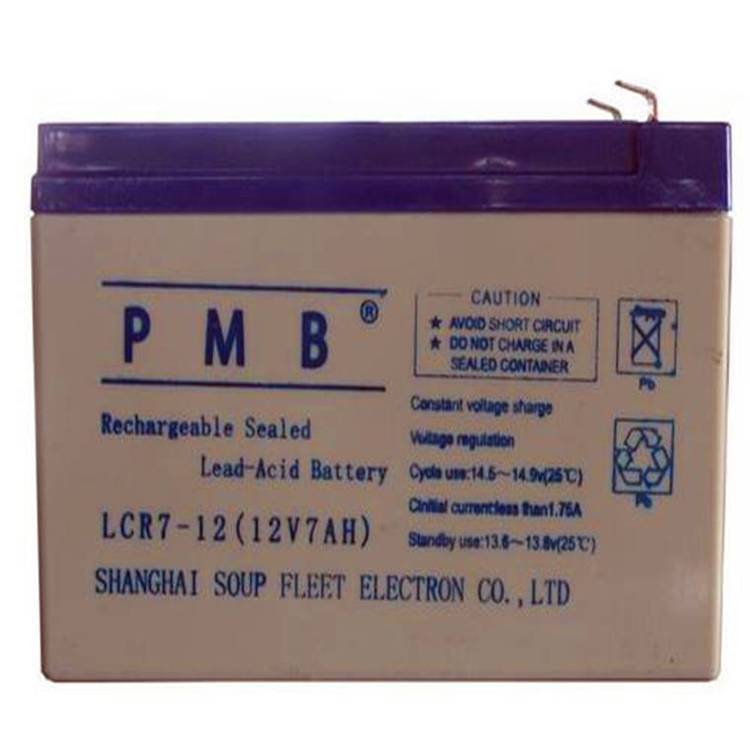 PMB®
Rechargeable Sealed
Lead-Acid Battery
LCR7-12(12V7AH)
SHANGHAI SOUP FLEET ELECTRON CO.,LTD
CAUTION
★ AVOID SHORT CIRCUIT
★ DO NOT CHARGE IN A
SEALED CONTAINER
Constant voltage sharge
Voltage regulation
Cycle use:14.5～14.9v(25℃)
Cinitial current:less than1.75A
Standby use:13.6～13.8v(25℃)
Pb
Pb